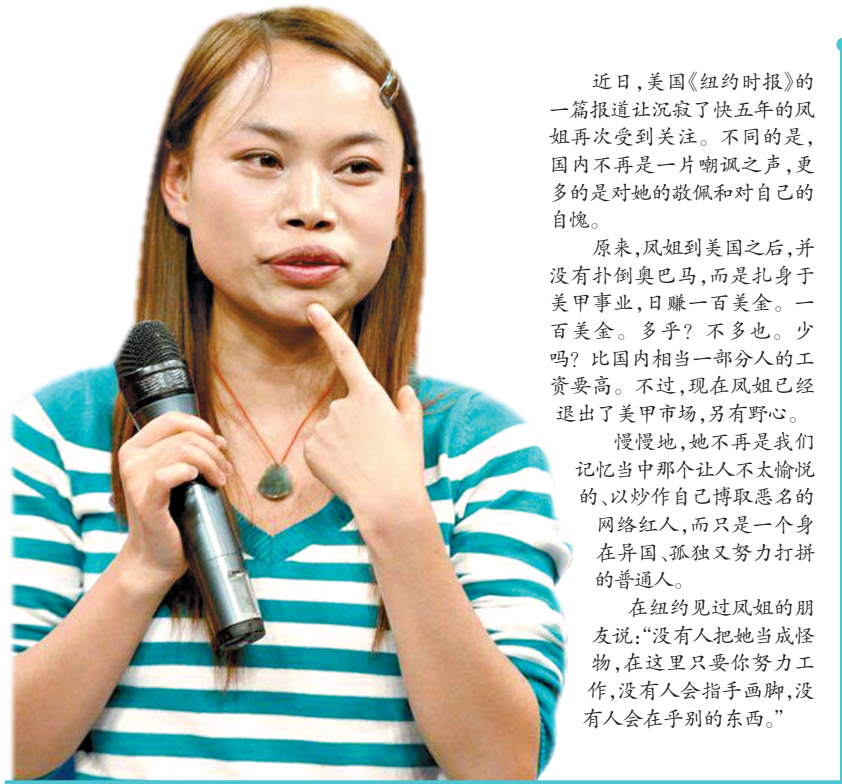 近日,美国《纽约时报》的
一篇报道让沉寂了快五年的凤
姐再次受到关注。不同的是,
国内不再是一片嘲讽之声,更
多的是对她的敬佩和对自己的
自愧。
原来,凤姐到美国之后,并
没有扑倒奥巴马,而是扎身于
美甲事业,日赚一百美金。一
百美金。多乎?不多也。少
吗?比国内相当一部分人的工
资要高。不过,现在凤姐已经
退出了美甲市场,另有野心。
慢慢地,她不再是我们
记忆当中那个让人不太愉悦
的、以炒作自己博取恶名的
网络红人,而只是一个身
在异国、孤独又努力打拼
的普通人。
在纽约见过凤姐的朋
友说:“没有人把她当成怪
物,在这里只要你努力工
作,没有人会指手画脚,没
有人会在乎别的东西。”